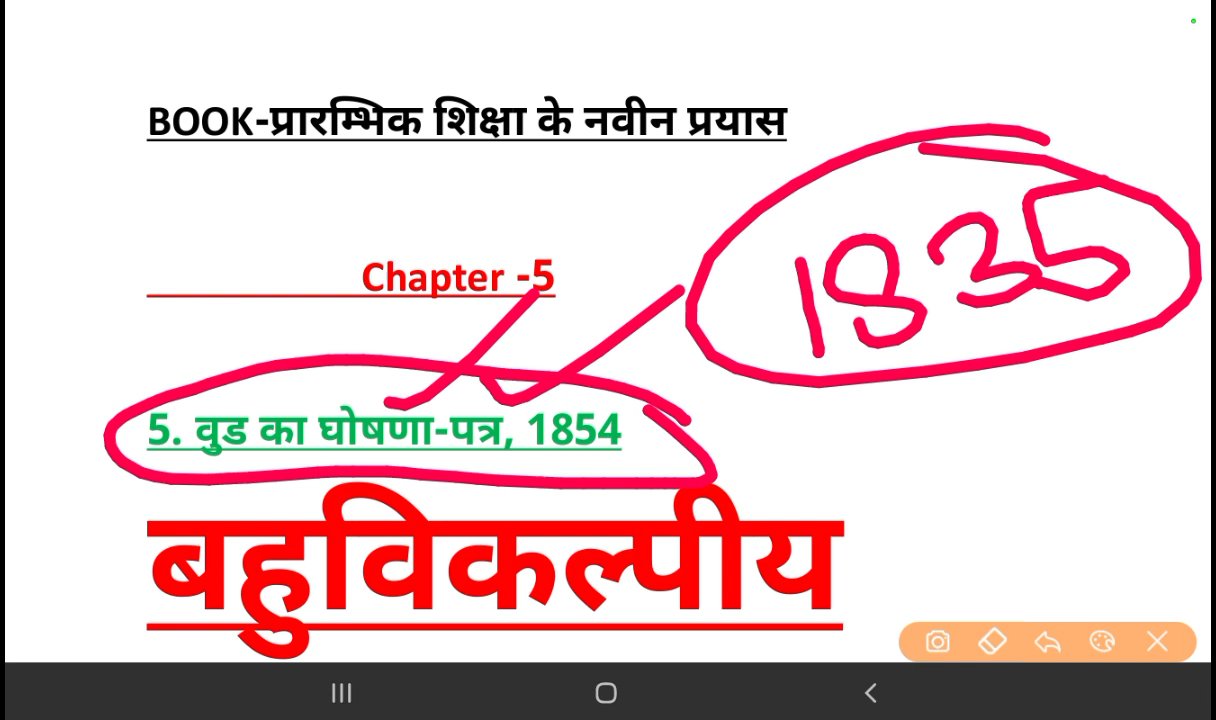 BOOK-प्रारम्भिक शिक्षा के नवीन प्रयास
1835
Chapter -5
5. वुड का घोषणा-पत्र, 1854
बहुविकल्पीय